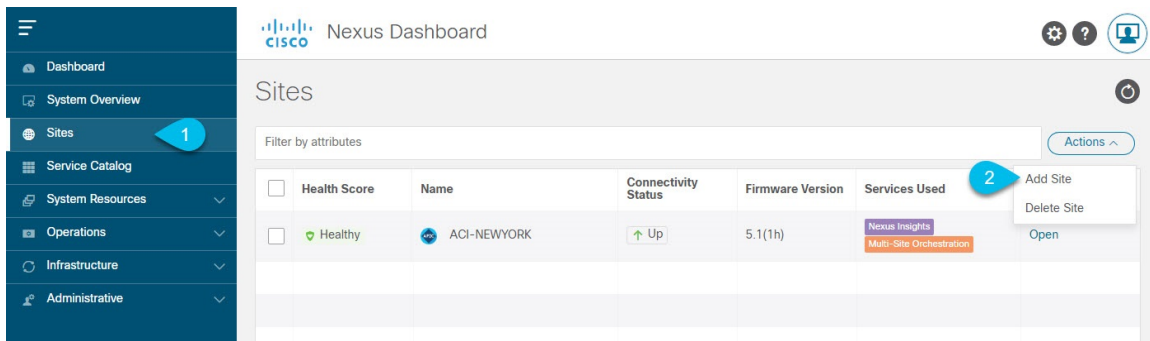 CISCO Nexus Dashboard
Dashboard
System Overview
Sites
Service Catalog
System Resources
Operations
Infrastructure
Administrative
?
Sites
1
Filter by attributes
Actions
Health Score Name Connectivity Status Firmware Version Services Used
2
Add Site
Delete Site
Healthy ACI-NEWYORK Up 5.1(1h) Nexus Insights Open
Multi-Site Orchestration